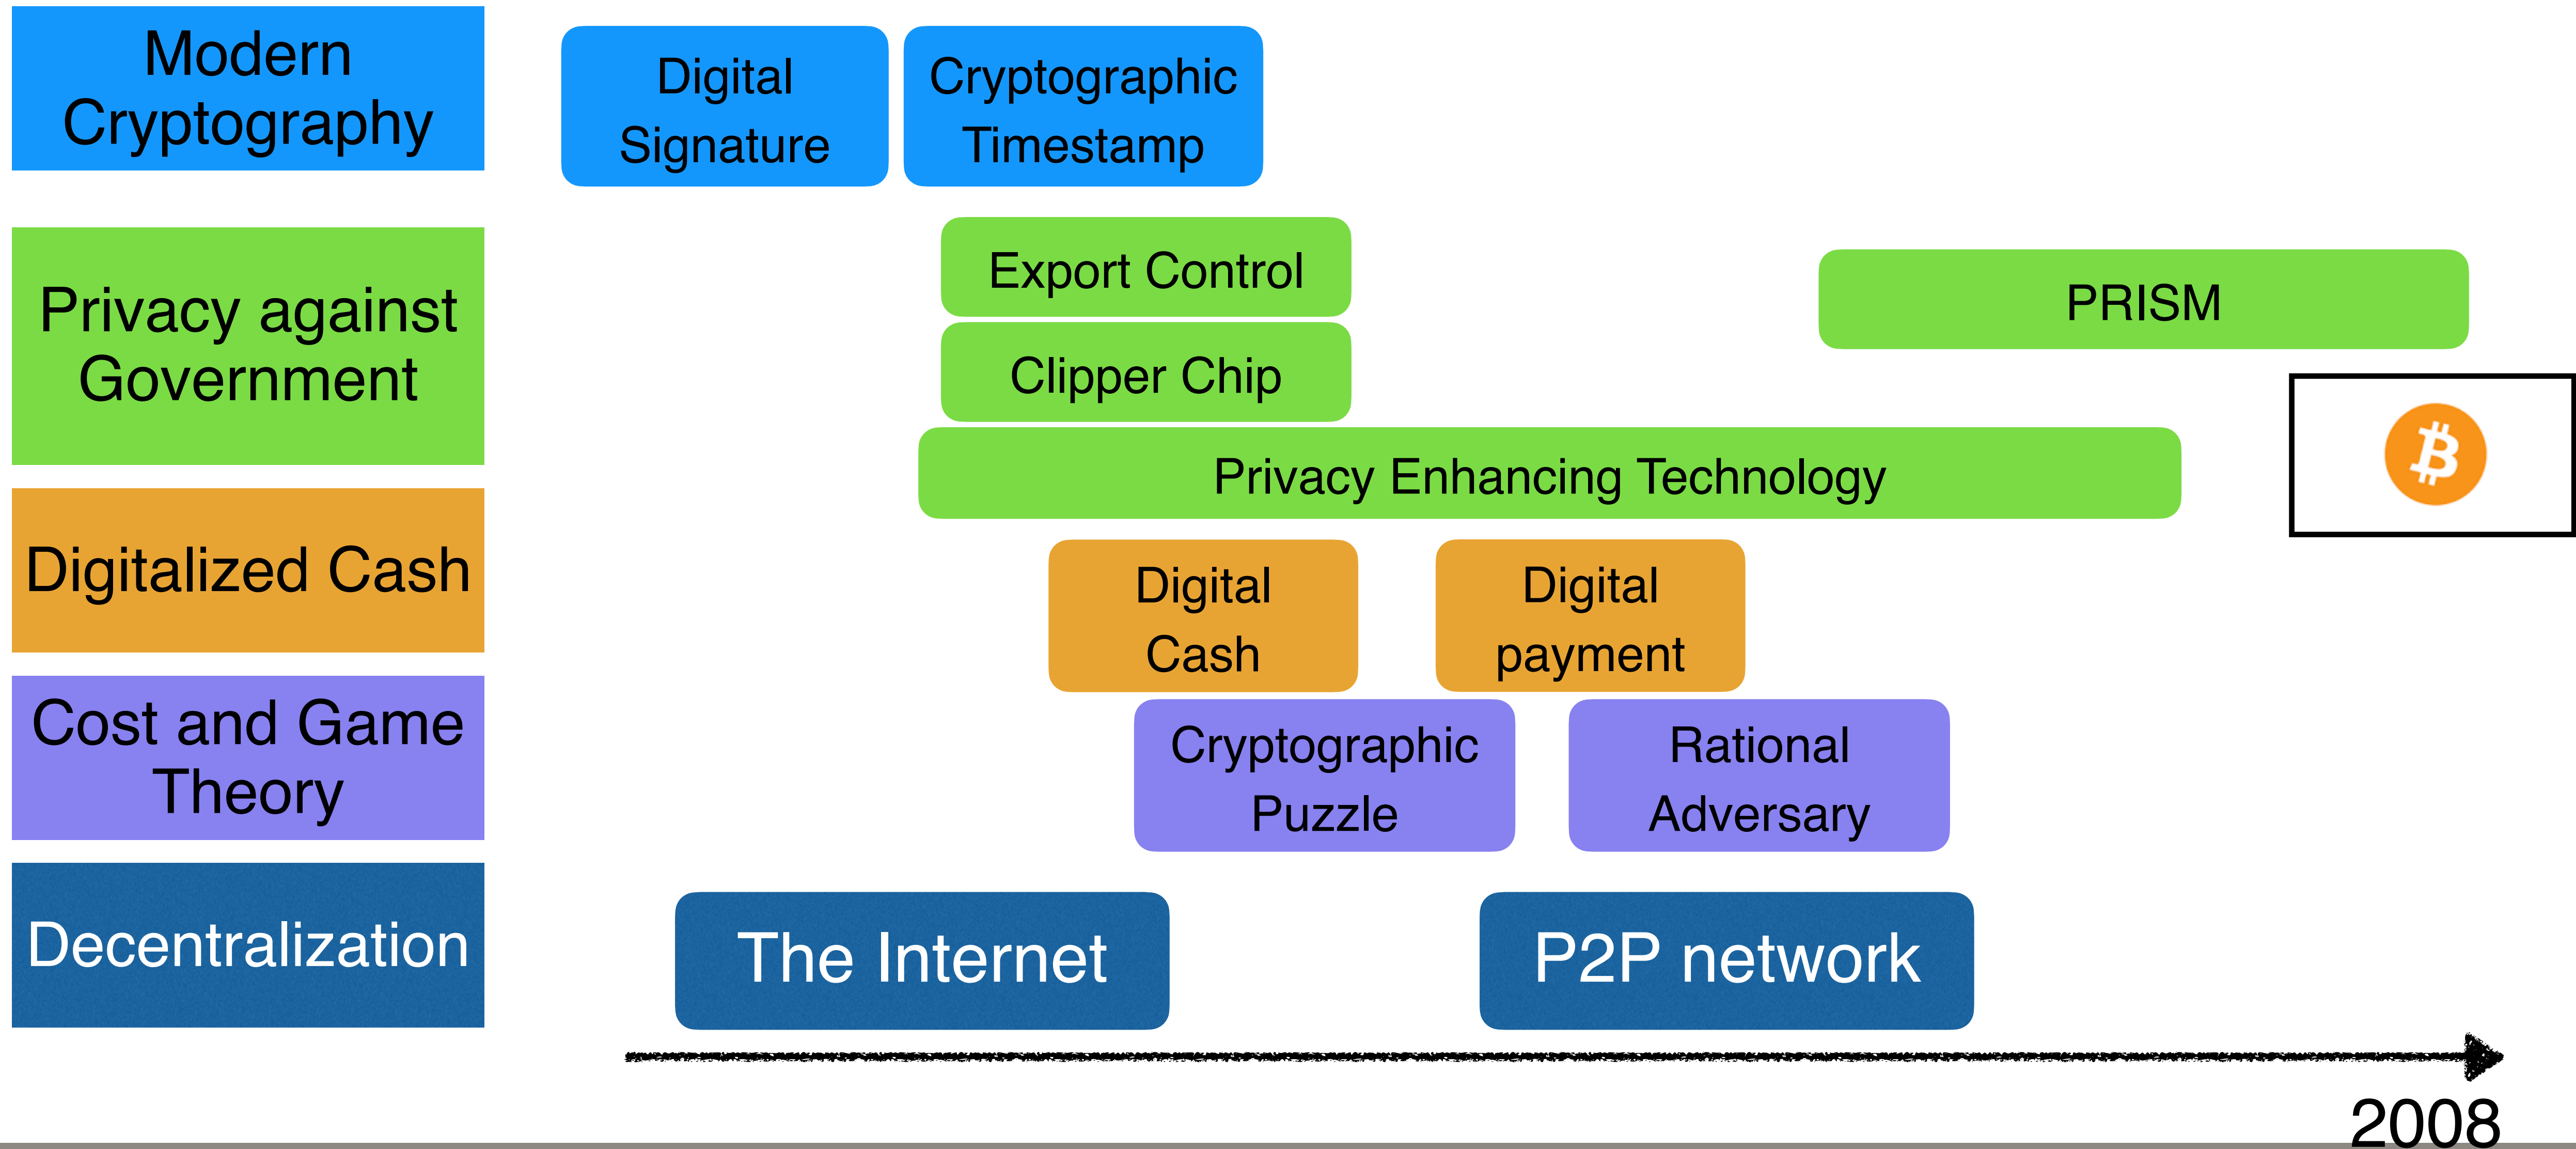 Modern
Cryptography
Digital
Signature
Cryptographic
Timestamp
Privacy against
Government
Export Control
Clipper Chip
Privacy Enhancing Technology
PRISM
Digitalized Cash
Digital
Cash
Digital
payment
Cost and Game
Theory
Cryptographic
Puzzle
Rational
Adversary
Decentralization
The Internet
P2P network
2008